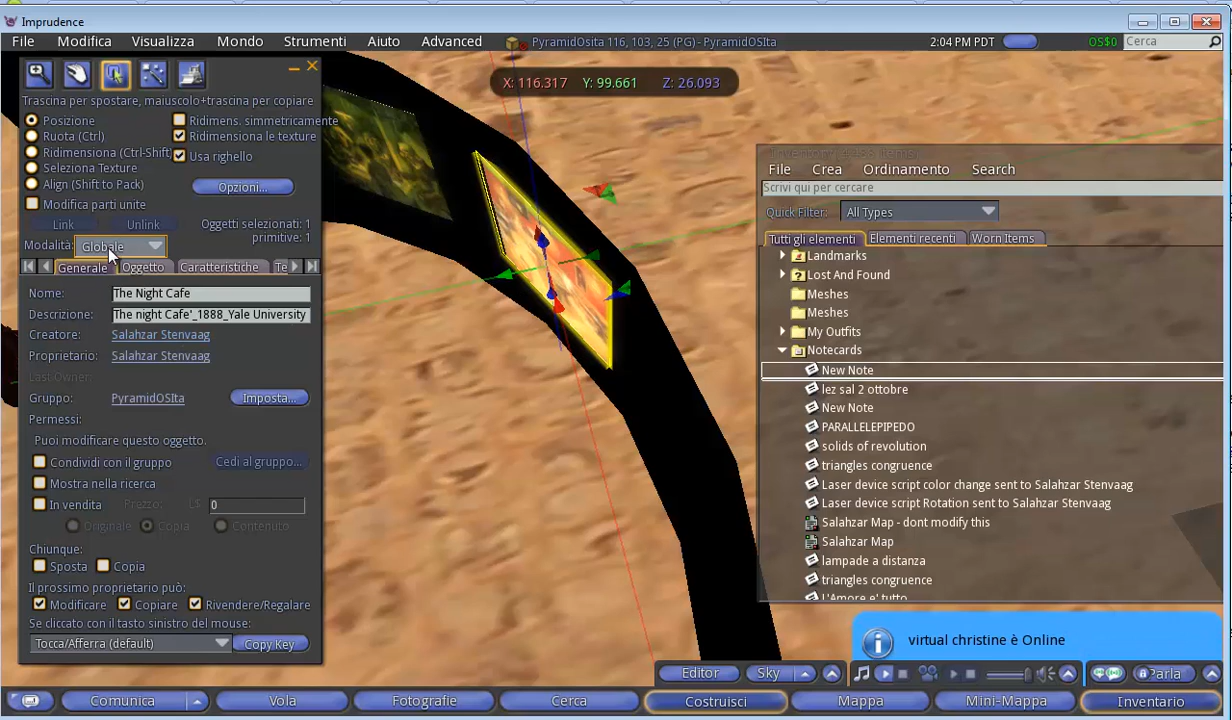 Imprudence
File Modifica Visualizza Mondo Strumenti Aiuto Advanced PyramidOsita 116, 103, 25 (PG) - PyramidOSIta 2:04 PM PDT OS$0 Cerca
X: 116.317 Y: 99.661 Z: 26.093
Trascina per spostare, maiuscolo+trascina per copiare
Posizione
Ruota (Ctrl)
Ridimensiona (Ctrl-Shift)
Seleziona Texture
Align (Shift to Pack)
Modifica parti unite
Ridimens. simmetricamente
Ridimensiona le texture
Usa righello
Opzioni...
Link Unlink
Oggetti selezionati: 1
primitive: 1
Modalità: Globale
Generale Oggetto Caratteristiche Te
Nome: The Night Cafe
Descrizione: The night Cafe'_1888_Yale University
Creatore: Salahzar Stenvaag
Proprietario: Salahzar Stenvaag
Last Owner:
Gruppo: PyramidOSIta Imposta...
Permessi:
Puoi modificare questo oggetto.
Condividi con il gruppo Cedi al gruppo...
Mostra nella ricerca
In vendita Prezzo: L$ 0
Originale Copia Contenuto
Chiunque:
Sposta Copia
Il prossimo proprietario può:
Modificare Copiare Rivendere/Regalare
Se cliccato con il tasto sinistro del mouse:
Tocca/Afferra (default) Copy Key
File Crea Ordinamento Search
Scrivi qui per cercare
Quick Filter: All Types
Tutti gli elementi Elementi recenti Worn Items
Landmarks
Lost And Found
Meshes
Meshes
My Outfits
Notecards
New Note
lez sal 2 ottobre
New Note
PARALLELEPIPEDO
solids of revolution
triangles congruence
Laser device script color change sent to Salahzar Stenvaag
Laser device script Rotation sent to Salahzar Stenvaag
Salahzar Map - dont modify this
Salahzar Map
lampade a distanza
triangles congruence
L'Amore e' tutto
virtual christine è Online
Editor Sky Parla
Comunica Vola Fotografie Cerca Costruisci Mappa Mini-Mappa Inventario